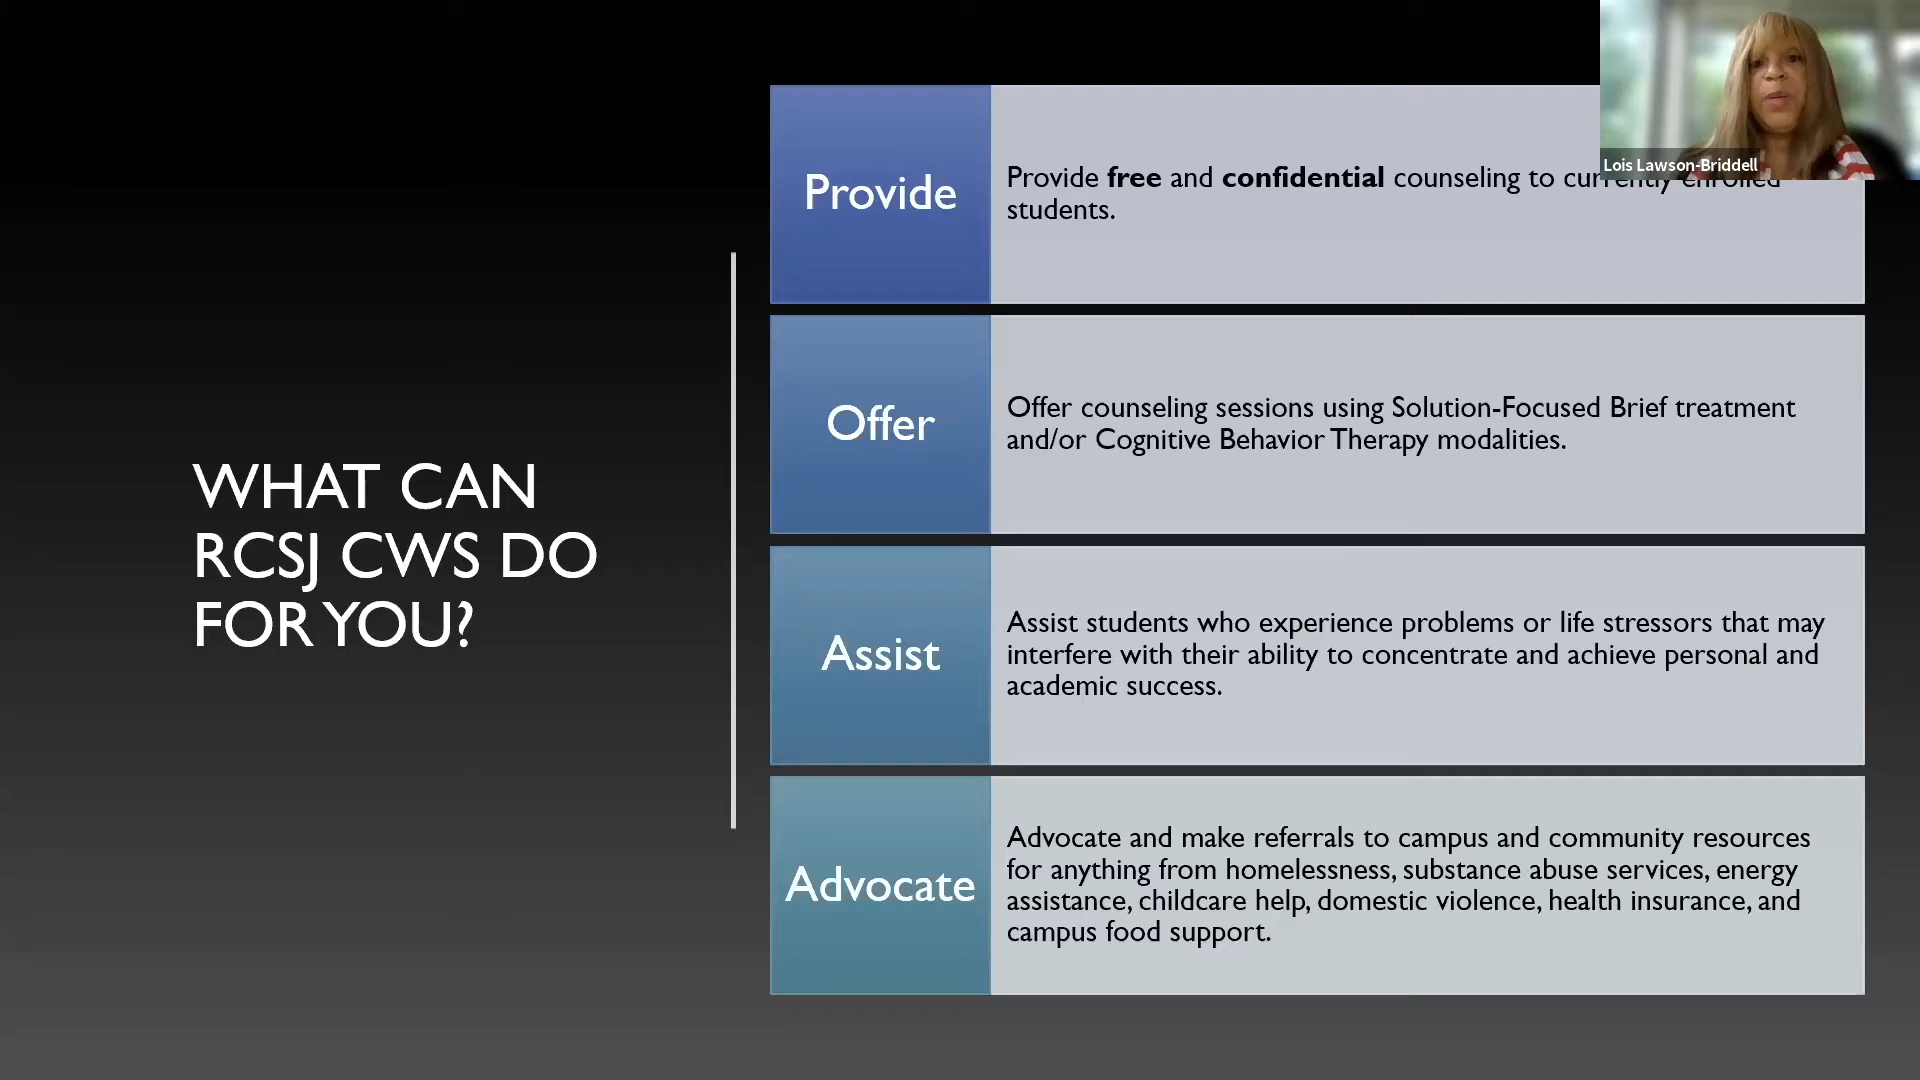 WHAT CAN
RCSJ CWS DO
FOR YOU?
Provide
Provide free and confidential counseling to currently enrolled
students.
Offer
Offer counseling sessions using Solution-Focused Brief treatment
and/or Cognitive Behavior Therapy modalities.
Assist
Assist students who experience problems or life stressors that may
interfere with their ability to concentrate and achieve personal and
academic success.
Advocate
Advocate and make referrals to campus and community resources
for anything from homelessness, substance abuse services, energy
assistance, childcare help, domestic violence, health insurance, and
campus food support.
Lois Lawson-Briddell